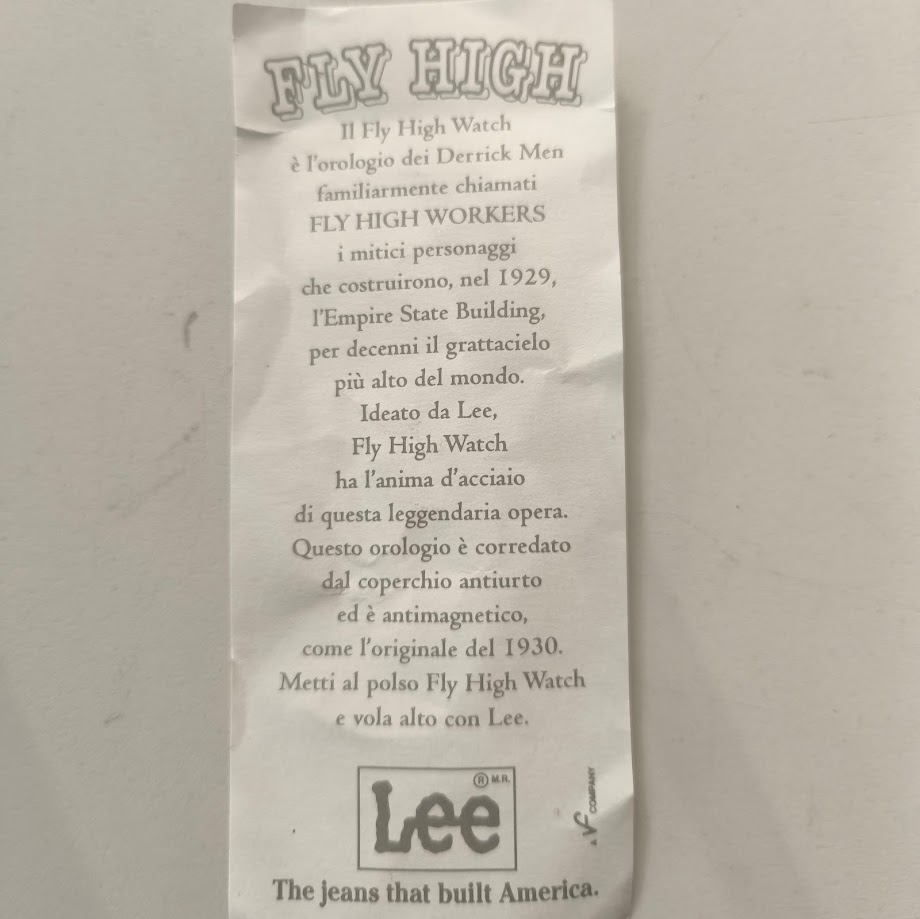 FLY HIGH
Il Fly High Watch
è l'orologio dei Derrick Men
familiarmente chiamati
FLY HIGH WORKERS
i mitici personaggi
che costruirono, nel 1929,
l'Empire State Building,
per decenni il grattacielo
più alto del mondo.
Ideato da Lee,
Fly High Watch
ha l'anima d'acciaio
di questa leggendaria opera.
Questo orologio è corredato
dal coperchio antiurto
ed è antimagnetico,
come l'originale del 1930.
Metti al polso Fly High Watch
e vola alto con Lee.
Lee ® M.R.
A VF COMPANY
The jeans that built America.